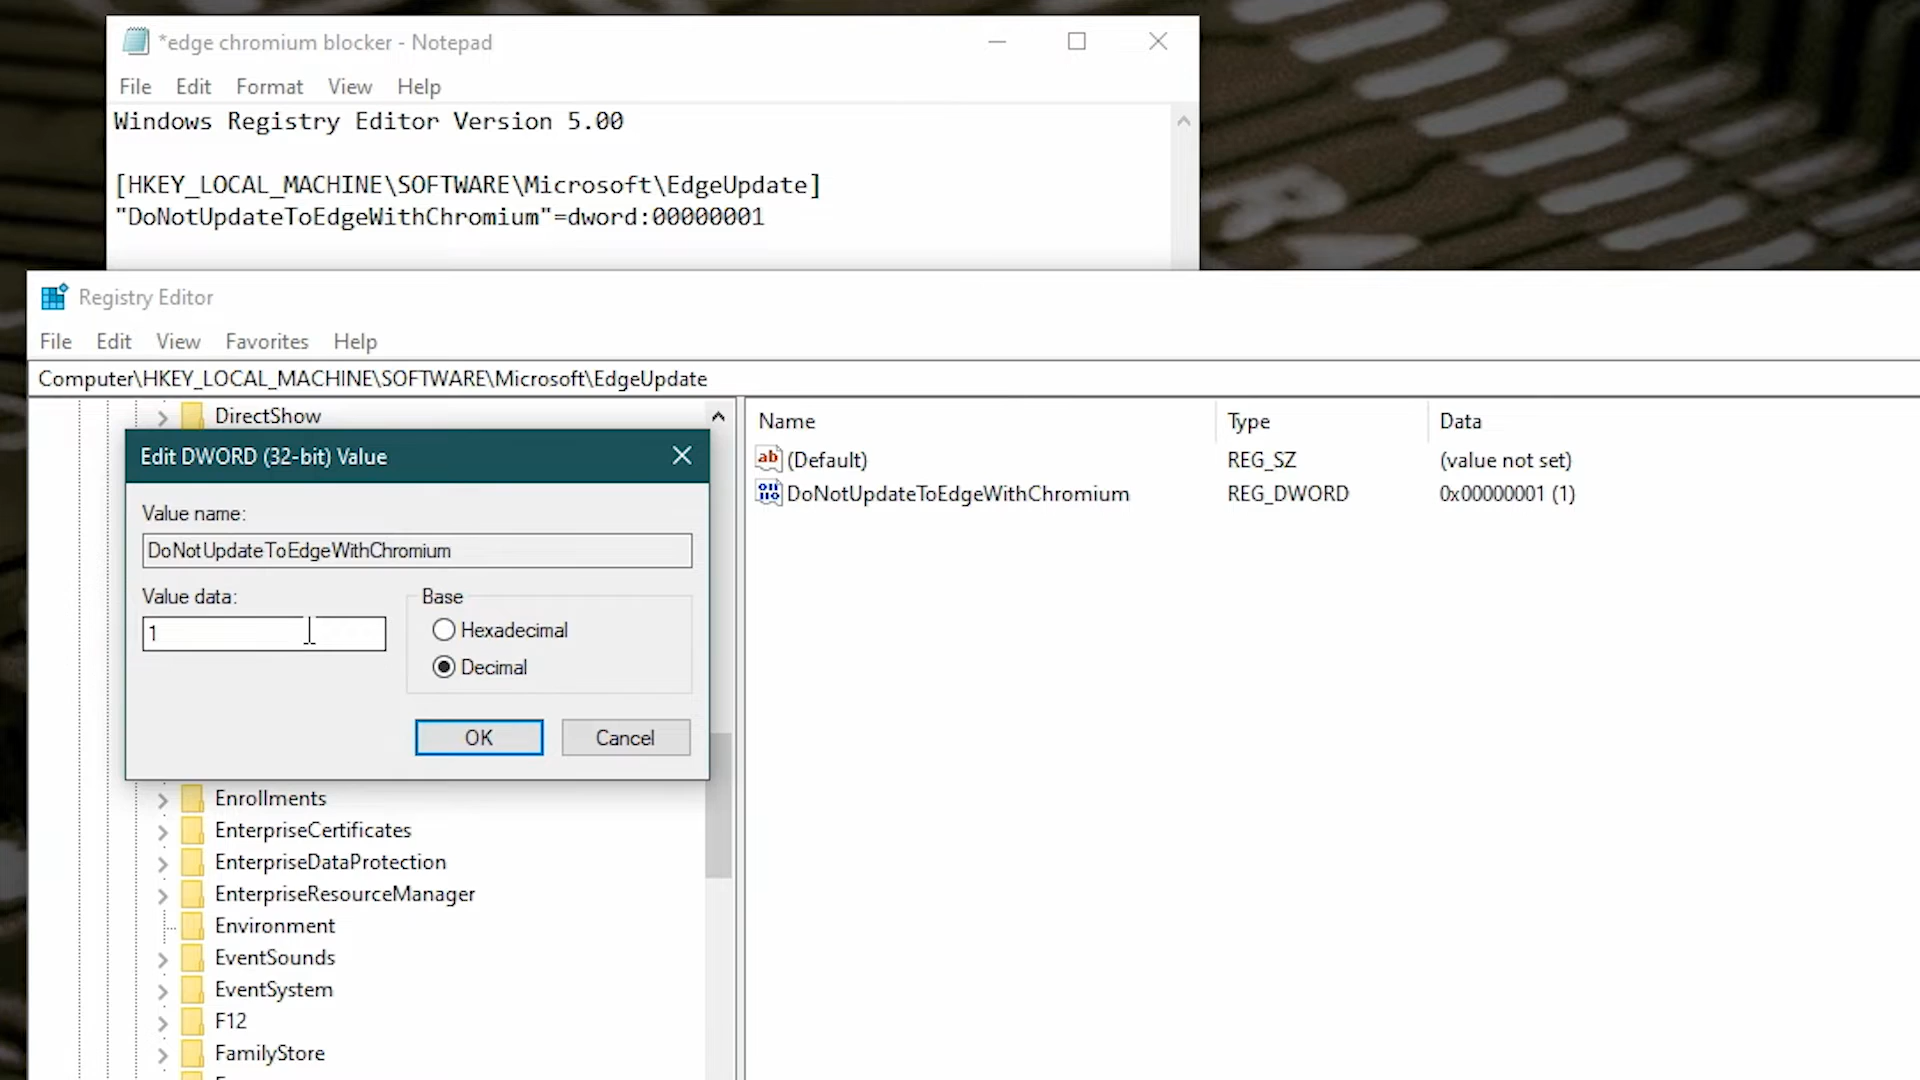 *edge chromium blocker - Notepad
File Edit Format View Help
Windows Registry Editor Version 5.00
[HKEY_LOCAL_MACHINE\SOFTWARE\Microsoft\EdgeUpdate]
"DoNotUpdateToEdgeWithChromium"=dword:00000001
Registry Editor
File Edit View Favorites Help
Computer\HKEY_LOCAL_MACHINE\SOFTWARE\Microsoft\EdgeUpdate
DirectShow
Edit DWORD (32-bit) Value
Value name:
DoNotUpdateToEdgeWithChromium
Value data:
1
Base
Hexadecimal
Decimal
OK Cancel
Enrollments
EnterpriseCertificates
EnterpriseDataProtection
EnterpriseResourceManager
Environment
EventSounds
EventSystem
F12
FamilyStore
Name Type Data
ab (Default) REG_SZ (value not set)
DoNotUpdateToEdgeWithChromium REG_DWORD 0x00000001 (1)